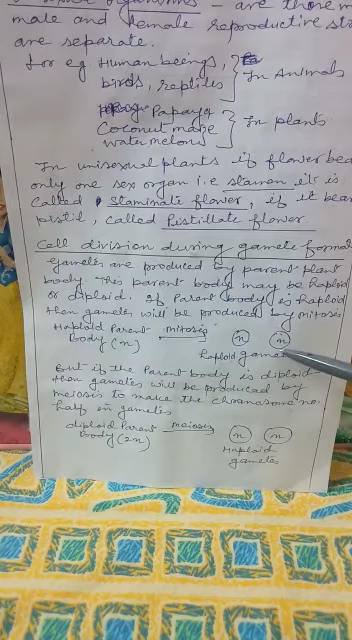 are those
male and female reproductive
are separate.
for eg Human beings,
birds, reptiles } In Animals
Papaya
Coconut maize } In plants
watermelon
In unisexual plants if flower bea
only one sex organ i.e stamen it is
called Staminate flower, if it bear
pistil, called Pistillate flower
Cell division during gamete format
Gametes are produced by parent plant
body. This parent body may be haploid
or diploid. If Parent body is haploid
then gametes will be produced by mitosis
Haploid Parent mitosis n n
Body (n) haploid game
But if the Parent body is diploid
then gametes will be produced by
meiosis to make the chromosome no.
half in gametes
diploid Parent meiosis n n
body (2n) Haploid
gametes